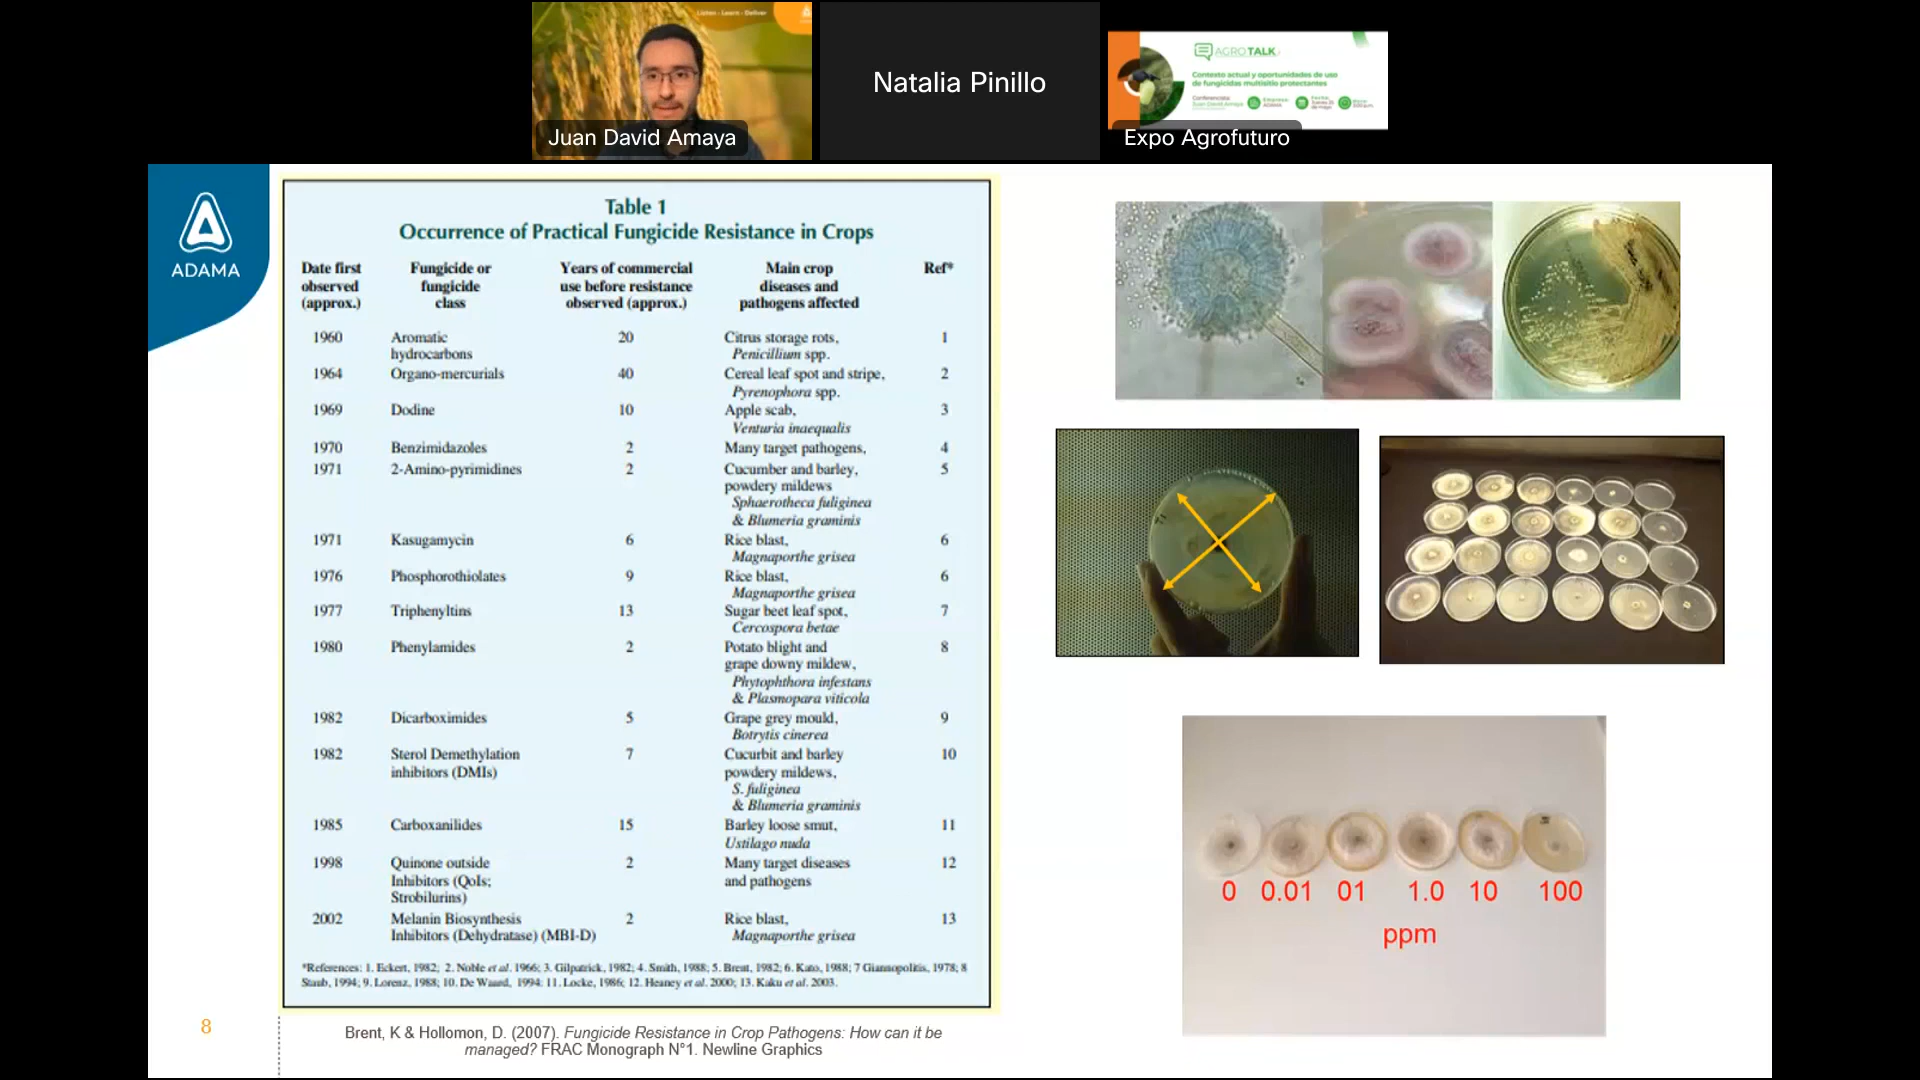 Listen - Learn - Deliver
Juan David Amaya
Natalia Pinillo
AGROTALK
Contexto actual y oportunidades de uso
de fungicidas multisitio protectantes
Conferencista:
Juan David Amaya
Empresa:
ADAMA
Expo Agrofuturo
ADAMA
Table 1
Occurrence of Practical Fungicide Resistance in Crops
Date first observed (approx.) Fungicide or fungicide class Years of commercial use before resistance observed (approx.) Main crop diseases and pathogens affected Ref*
1960 Aromatic 20 Citrus storage rots, 1
hydrocarbons Penicillium spp.
1964 Organo-mercurials 40 Cereal leaf spot and stripe, 2
Pyrenophora spp.
1969 Dodine 10 Apple scab, 3
Venturia inaequalis
1970 Benzimidazoles 2 Many target pathogens, 4
1971 2-Amino-pyrimidines 2 Cucumber and barley, 5
powdery mildews
Sphaerotheca fuliginea
& Blumeria graminis
1971 Kasugamycin 6 Rice blast, 6
Magnaporthe grisea
1976 Phosphorothiolates 9 Rice blast, 6
Magnaporthe grisea
1977 Triphenyltins 13 Sugar beet leaf spot, 7
Cercospora betae
1980 Phenylamides 2 Potato blight and 8
grape downy mildew,
Phytophthora infestans
& Plasmopara viticola
1982 Dicarboximides 5 Grape grey mould, 9
Botrytis cinerea
1982 Sterol Demethylation 7 Cucurbit and barley 10
inhibitors (DMIs) powdery mildews,
S. fuliginea
& Blumeria graminis
1985 Carboxanilides 15 Barley loose smut, 11
Ustilago nuda
1998 Quinone outside 2 Many target diseases 12
Inhibitors (QoIs; and pathogens
Strobilurins)
2002 Melanin Biosynthesis 2 Rice blast, 13
Inhibitors (Dehydratase) (MBI-D) Magnaporthe grisea
*References: 1. Eckert, 1982; 2. Noble et al. 1966; 3. Gilpatrick, 1982; 4. Smith, 1988; 5. Brent, 1982; 6. Kato, 1988; 7 Giannopolitis, 1978; 8
Staub, 1994; 9. Lorenz, 1988; 10. De Waard, 1994: 11. Locke, 1986; 12. Heaney et al. 2000; 13. Kaku et al. 2003.
0 0.01 01 1.0 10 100
ppm
8
Brent, K & Hollomon, D. (2007). Fungicide Resistance in Crop Pathogens: How can it be
managed? FRAC Monograph N°1. Newline Graphics